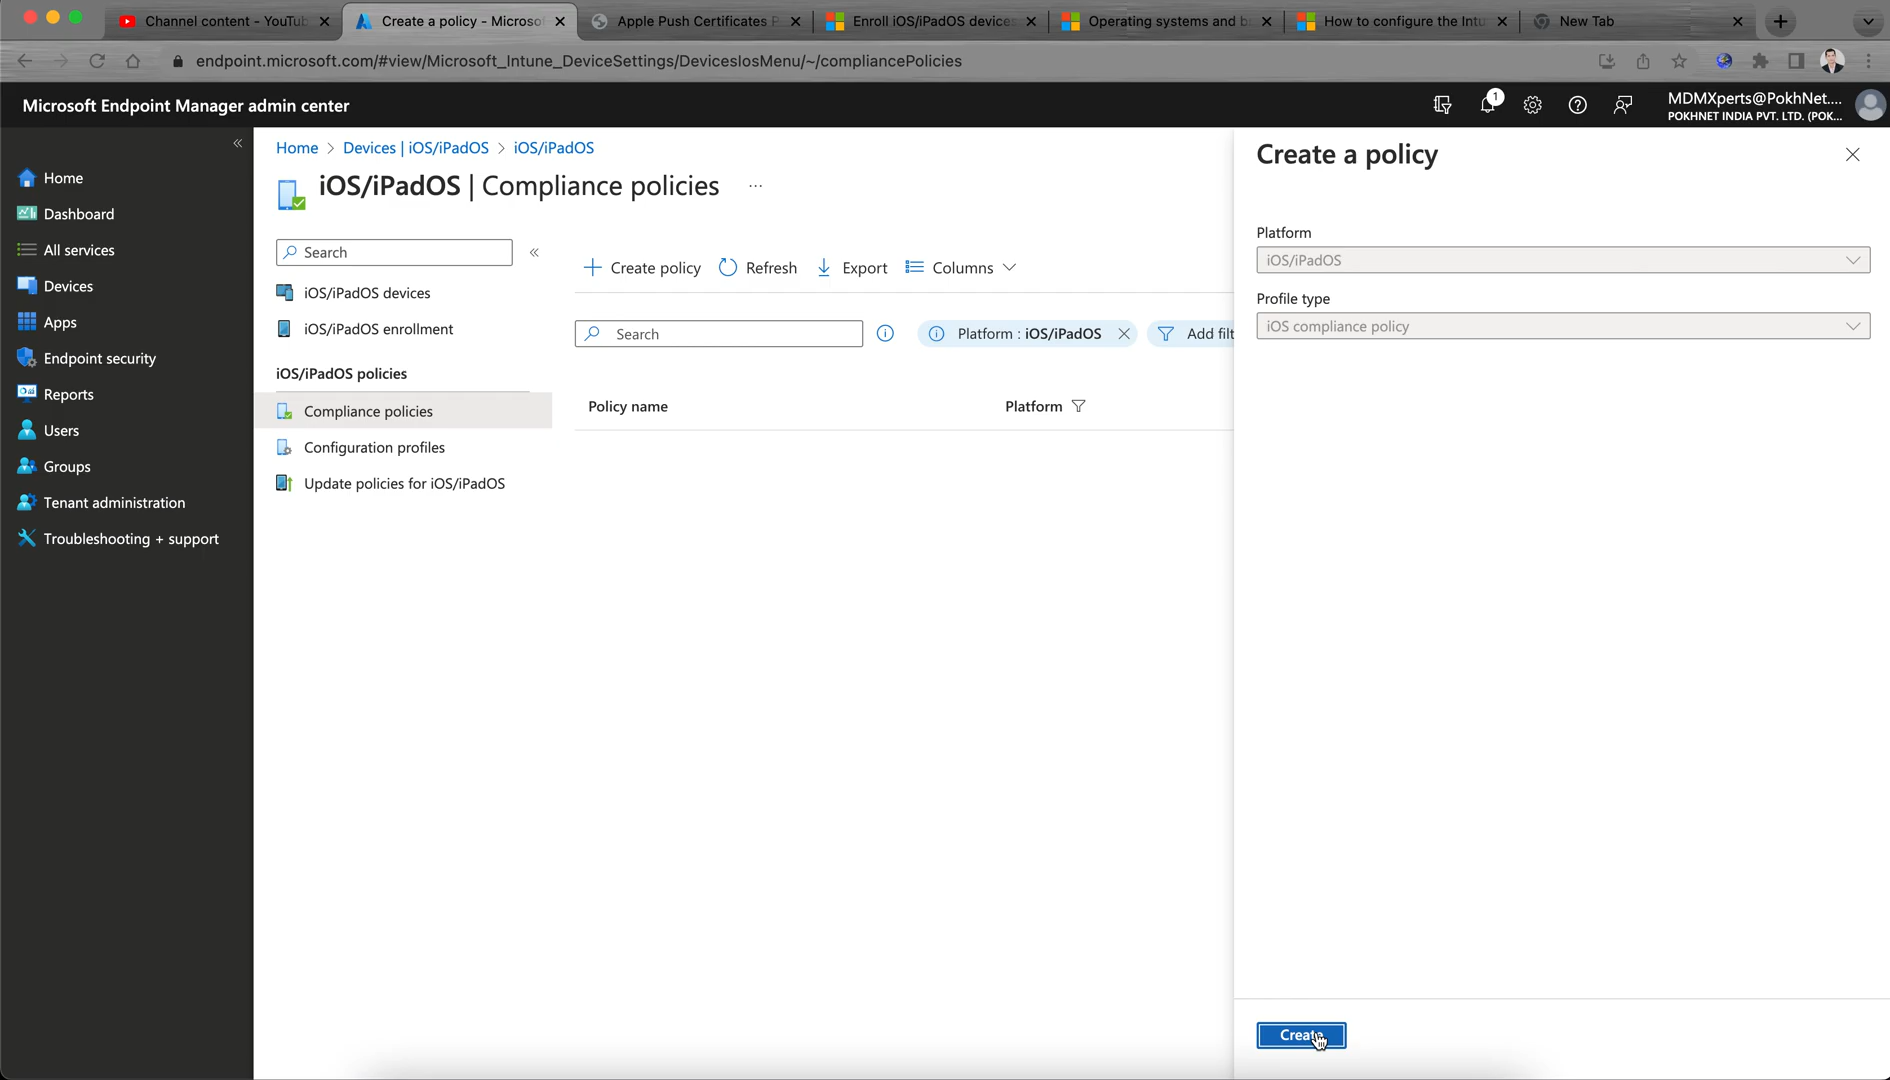 Channel content - YouTub
Create a policy - Microso
Apple Push Certificates P
Enroll iOS/iPadOS devices
Operating systems and b
How to configure the Intu
New Tab
endpoint.microsoft.com/#view/Microsoft_Intune_DeviceSettings/DevicesIosMenu/~/compliancePolicies
Microsoft Endpoint Manager admin center
1
MDMXperts@PokhNet....
POKHNET INDIA PVT. LTD. (POK...
Home
Dashboard
All services
Devices
Apps
Endpoint security
Reports
Users
Groups
Tenant administration
Troubleshooting + support
Home > Devices | iOS/iPadOS > iOS/iPadOS
iOS/iPadOS | Compliance policies ...
Search
iOS/iPadOS devices
iOS/iPadOS enrollment
iOS/iPadOS policies
Compliance policies
Configuration profiles
Update policies for iOS/iPadOS
Create policy Refresh Export Columns
Search
Platform : iOS/iPadOS
Add filt
Policy name Platform
Create a policy
Platform
iOS/iPadOS
Profile type
iOS compliance policy
Create